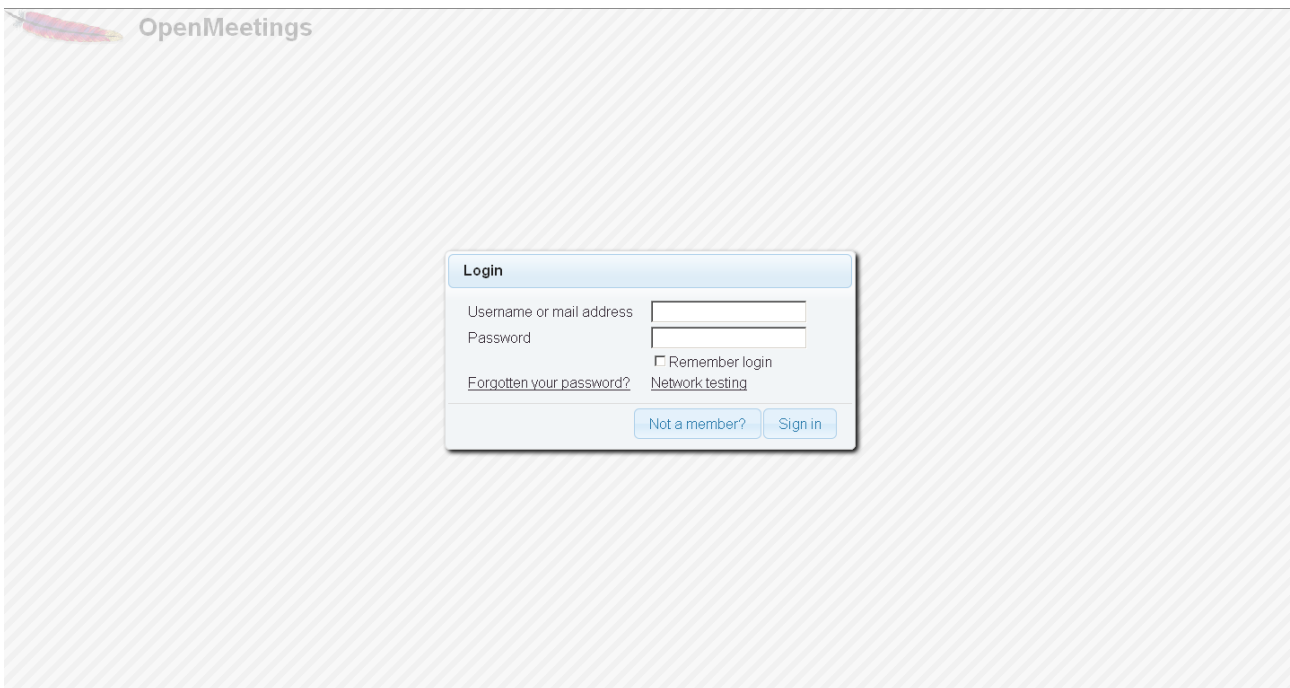 OpenMeetings
Login
Username or mail address
Password
Remember login
Forgotten your password? Network testing
Not a member? Sign in